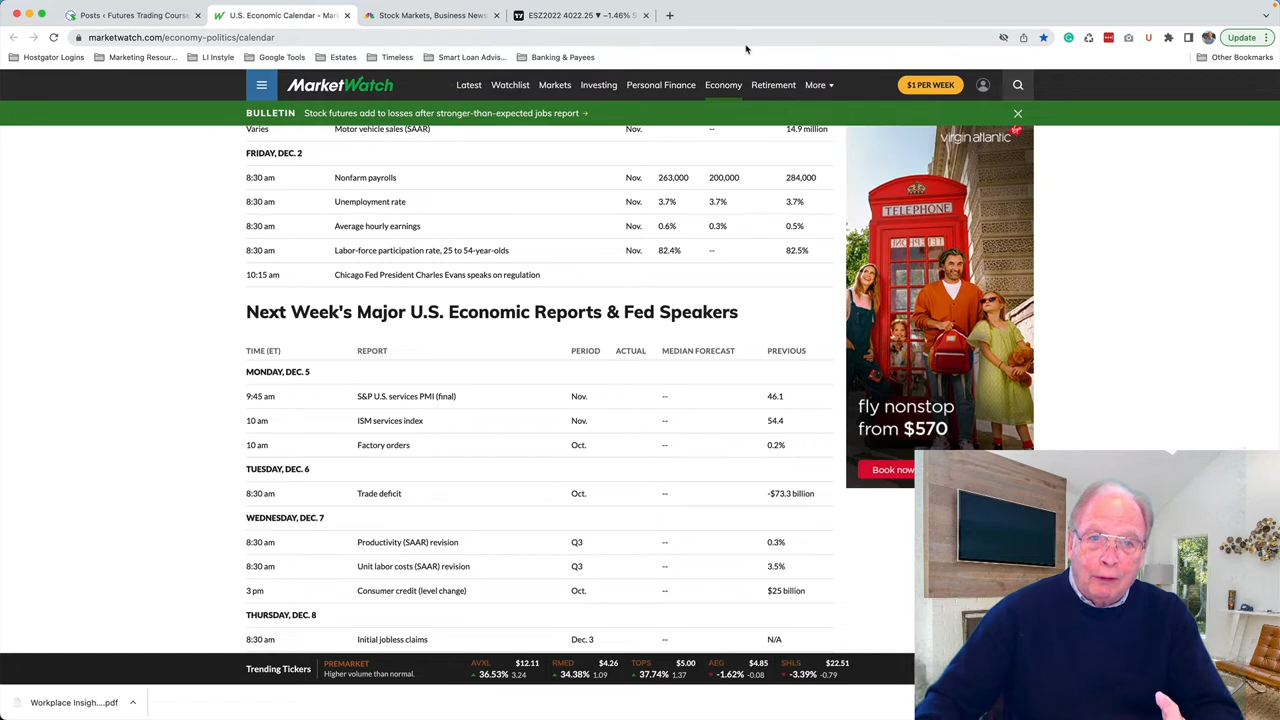 Posts ‹ Futures Trading Course
U.S. Economic Calendar - Mark
Stock Markets, Business News
ESZ2022 4022.25 ▼ −1.46% S
marketwatch.com/economy-politics/calendar
Update
Hostgator Logins
Marketing Resour...
LI Instyle
Google Tools
Estates
Timeless
Smart Loan Advis...
Banking & Payees
Other Bookmarks
MarketWatch
Latest Watchlist Markets Investing Personal Finance Economy Retirement More
$1 PER WEEK
BULLETIN Stock futures add to losses after stronger-than-expected jobs report →
Varies Motor vehicle sales (SAAR) Nov. -- 14.9 million
FRIDAY, DEC. 2
8:30 am Nonfarm payrolls Nov. 263,000 200,000 284,000
8:30 am Unemployment rate Nov. 3.7% 3.7% 3.7%
8:30 am Average hourly earnings Nov. 0.6% 0.3% 0.5%
8:30 am Labor-force participation rate, 25 to 54-year-olds Nov. 82.4% -- 82.5%
10:15 am Chicago Fed President Charles Evans speaks on regulation
Next Week's Major U.S. Economic Reports & Fed Speakers
TIME (ET) REPORT PERIOD ACTUAL MEDIAN FORECAST PREVIOUS
MONDAY, DEC. 5
9:45 am S&P U.S. services PMI (final) Nov. -- 46.1
10 am ISM services index Nov. -- 54.4
10 am Factory orders Oct. -- 0.2%
TUESDAY, DEC. 6
8:30 am Trade deficit Oct. -- -$73.3 billion
WEDNESDAY, DEC. 7
8:30 am Productivity (SAAR) revision Q3 -- 0.3%
8:30 am Unit labor costs (SAAR) revision Q3 -- 3.5%
3 pm Consumer credit (level change) Oct. -- $25 billion
THURSDAY, DEC. 8
8:30 am Initial jobless claims Dec. 3 -- N/A
virgin atlantic
TELEPHONE
fly nonstop
from $570
Book now
Trending Tickers
PREMARKET
Higher volume than normal.
AVXL $12.11
36.53% 3.24
RMED $4.26
34.38% 1.09
TOPS $5.00
37.74% 1.37
AEG $4.85
-1.62% -0.08
SHLS $22.51
-3.39% -0.79
Workplace Insigh....pdf